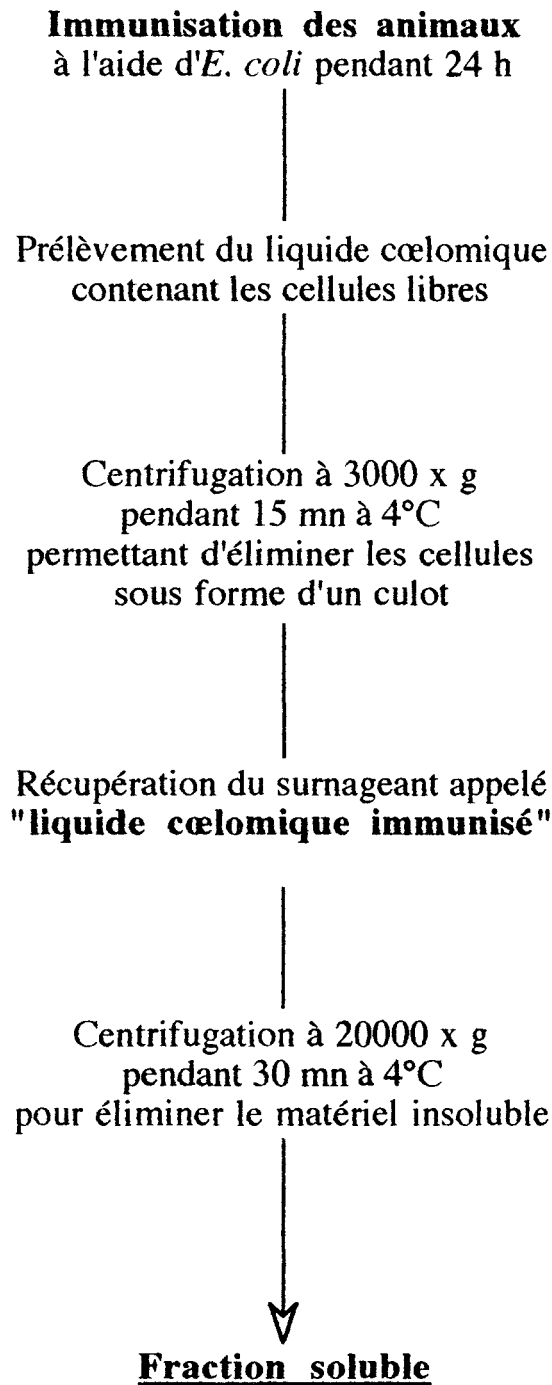 Immunisation des animaux
à l'aide d'E. coli pendant 24 h
Prélèvement du liquide cœlomique
contenant les cellules libres
Centrifugation à 3000 x g
pendant 15 mn à 4°C
permettant d'éliminer les cellules
sous forme d'un culot
Récupération du surnageant appelé
"liquide cœlomique immunisé"
Centrifugation à 20000 x g
pendant 30 mn à 4°C
pour éliminer le matériel insoluble
Fraction soluble